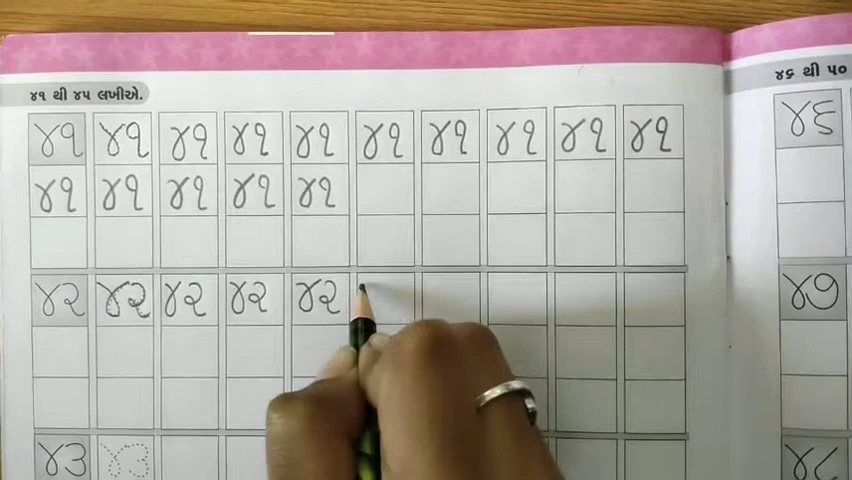 ૪૧ થી ૪૫ લખીએ.
૪૧ ૪૧ ૪૧ ૪૧ ૪૧ ૪૧ ૪૧ ૪૧ ૪૧ ૪૧
૪૧ ૪૧ ૪૧ ૪૧ ૪૧
૪૨ ૪૨ ૪૨ ૪૨ ૪૨
૪૩ ૪૩
૪૬ થી ૫૦
૪૬
૪૭
૪૮